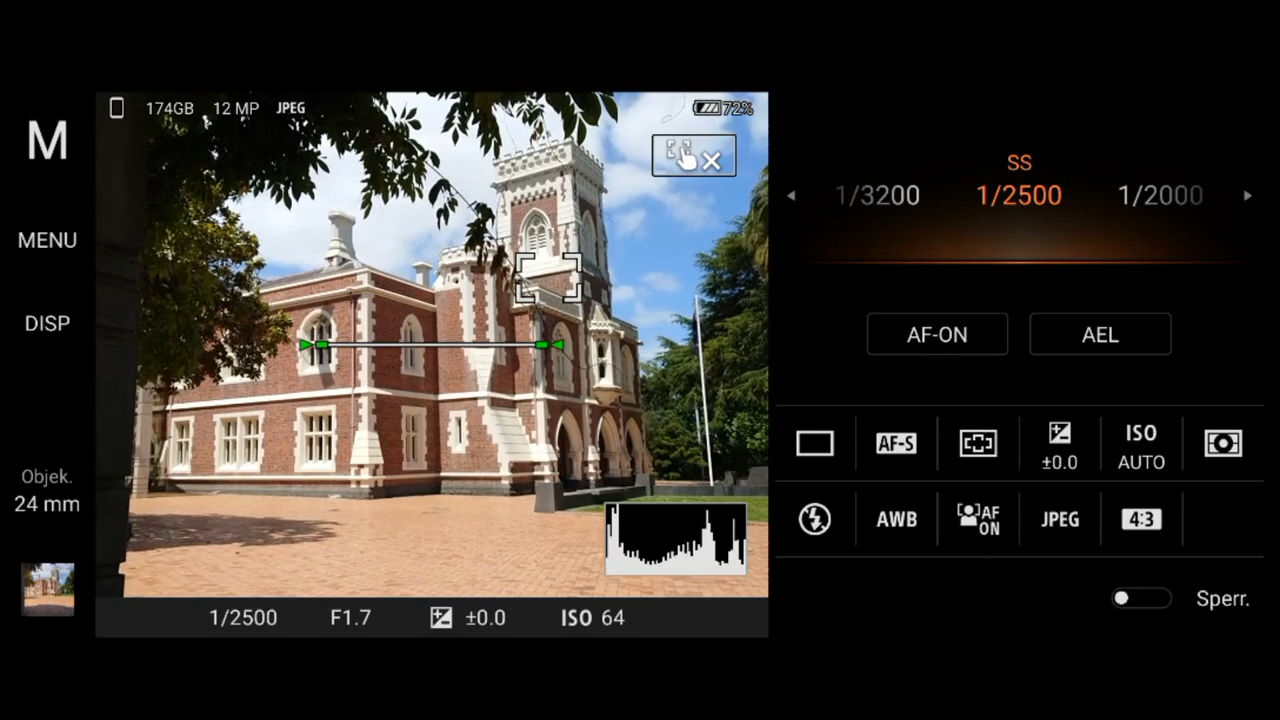 174GB 12 MP JPEG 72%
M
MENU
DISP
Objek.
24 mm
1/2500 F1.7 ±0.0 ISO 64
SS
1/3200 1/2500 1/2000
AF-ON AEL
AF-S ±0.0 ISO AUTO
AWB AF ON JPEG 4:3
Sperr.